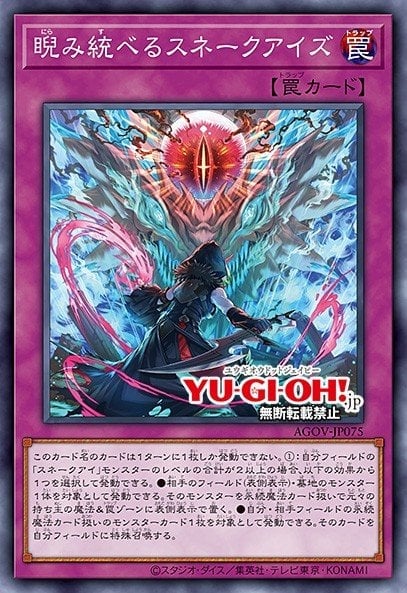 睨み統べるスネークアイズ 罠
にら す トラップ
トラップ
【罠カード】
ユウギオウドットジェイピー
YU-GI-OH!.jp
無断転載禁止
AGOV-JP075
このカード名のカードは1ターンに1枚しか発動できない。①:自分フィールドの
「スネークアイ」モンスターのレベルの合計が2以上の場合、以下の効果から
1つを選択して発動できる。●相手のフィールド(表側表示)・墓地のモンスター
1体を対象として発動できる。そのモンスターを永続魔法カード扱いで元々の
持ち主の魔法&罠ゾーンに表側表示で置く。●自分・相手フィールドの永続
魔法カード扱いのモンスターカード1枚を対象として発動できる。そのカードを
自分フィールドに特殊召喚する。
©スタジオ・ダイス/集英社・テレビ東京・KONAMI